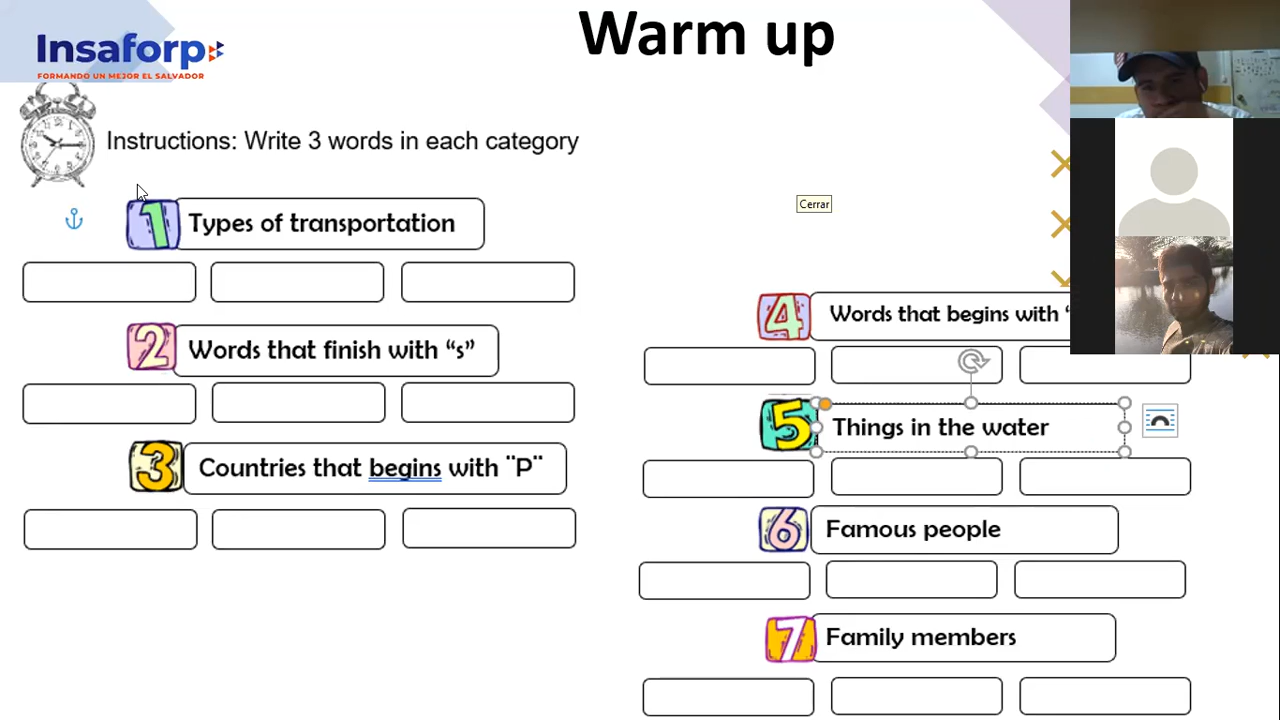 Warm up
Insaforp
FORMANDO UN MEJOR EL SALVADOR
Instructions: Write 3 words in each category
Cerrar
1 Types of transportation
2 Words that finish with “s”
3 Countries that begins with ¨P¨
4 Words that begins with “
5 Things in the water
6 Famous people
7 Family members